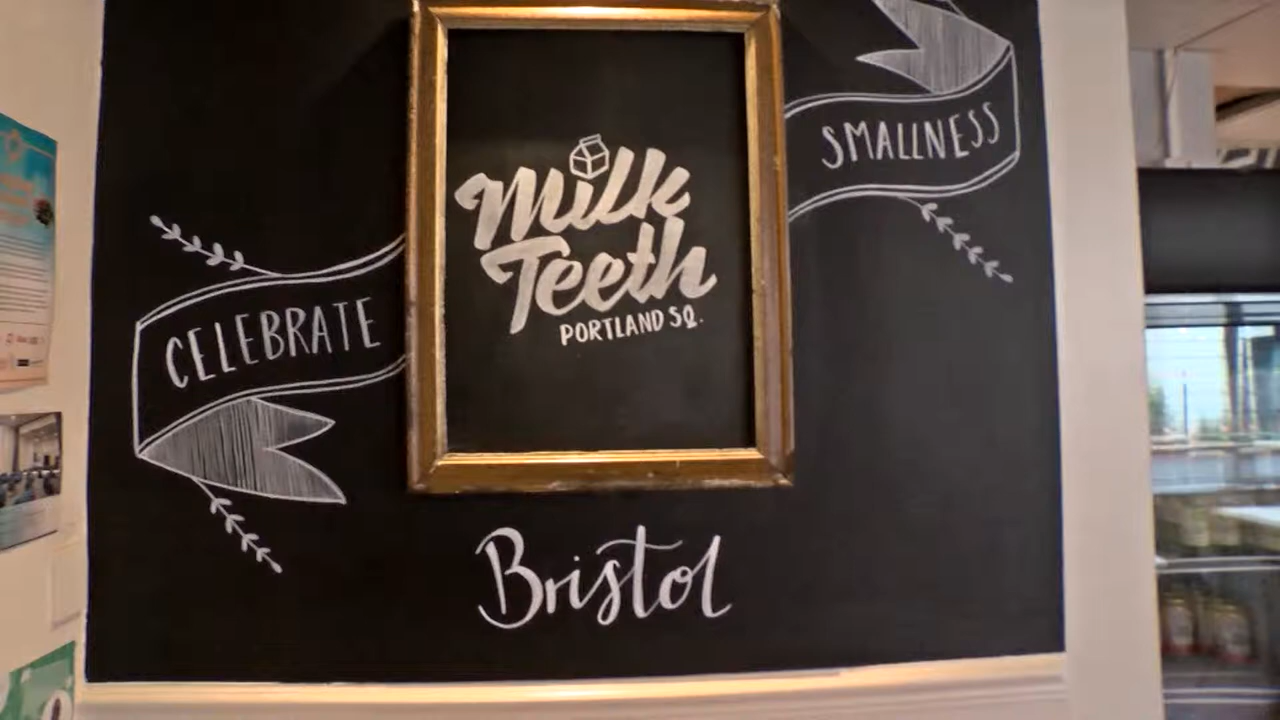 CELEBRATE
SMALLNESS
Milk
Teeth
PORTLAND SQ.
Bristol